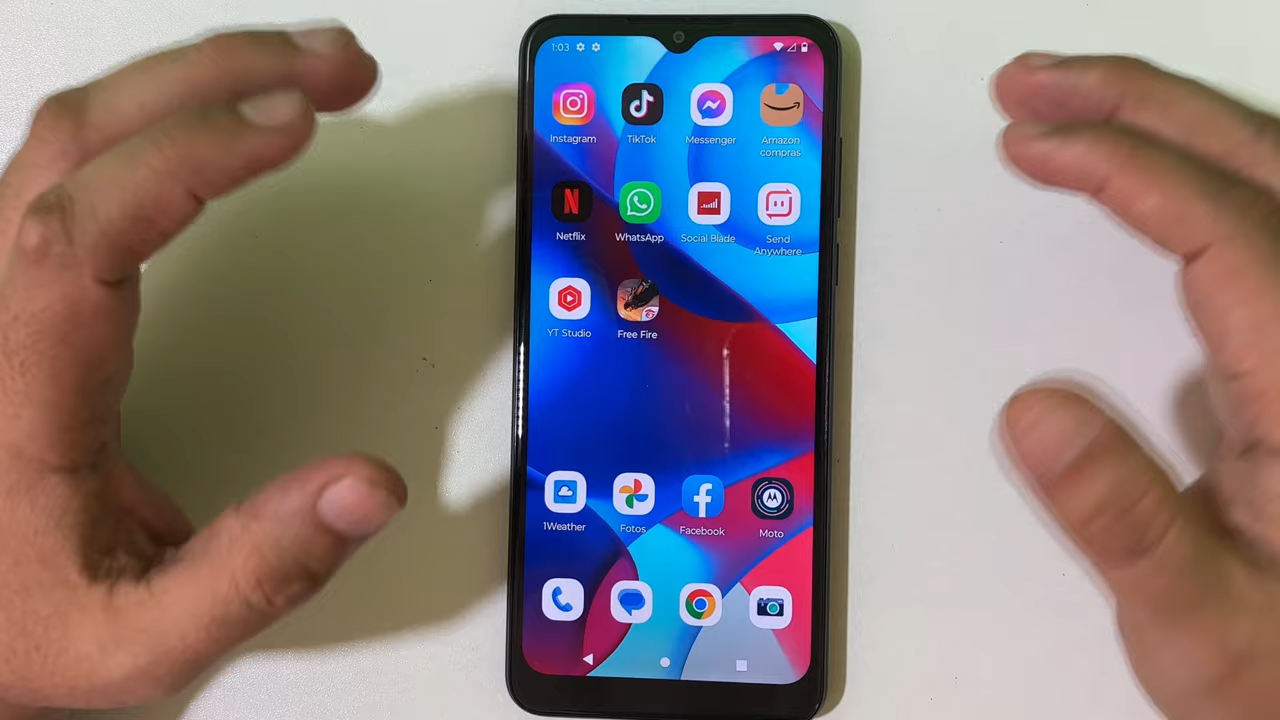 1:03
Instagram
TikTok
Messenger
Amazon
compras
Netflix
WhatsApp
Social Blade
Send
Anywhere
YT Studio
Free Fire
1Weather
Fotos
Facebook
Moto